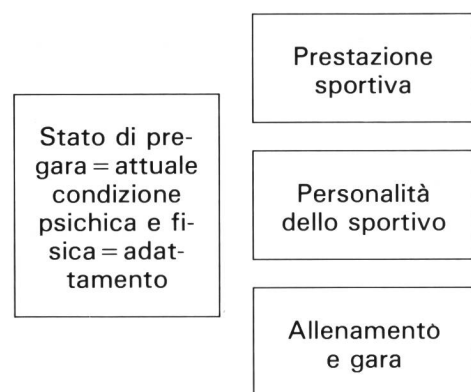 Stato di pre-
gara = attuale
condizione
psichica e fi-
sica = adat-
tamento
Prestazione
sportiva
Personalità
dello sportivo
Allenamento
e gara